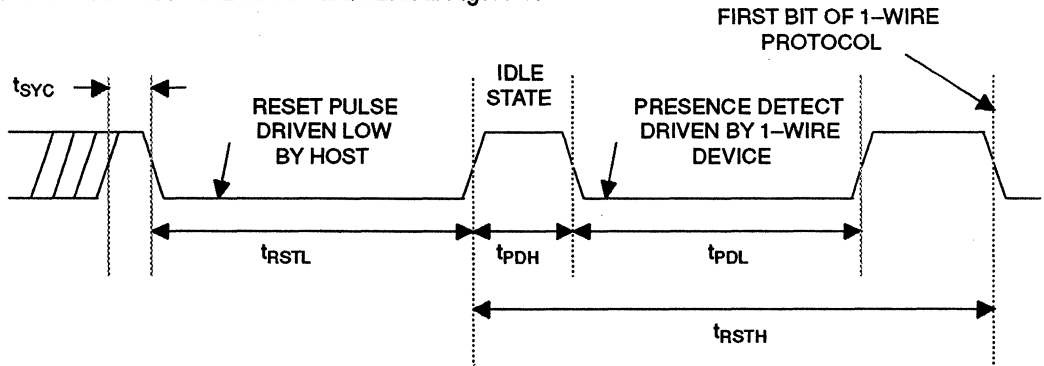 FIRST BIT OF 1–WIRE
PROTOCOL
tSYC
IDLE
STATE
RESET PULSE
DRIVEN LOW
BY HOST
PRESENCE DETECT
DRIVEN BY 1–WIRE
DEVICE
tRSTL
tPDH
tPDL
tRSTH